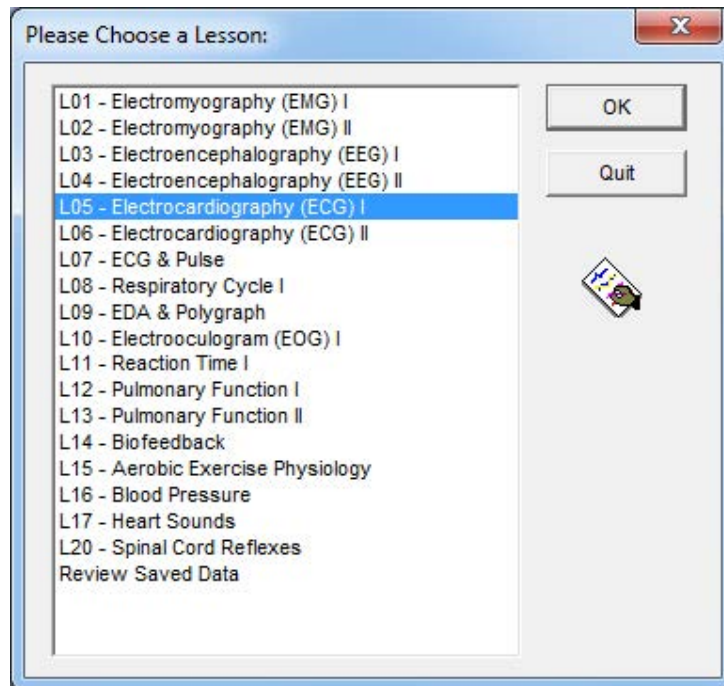 Please Choose a Lesson:
L01 - Electromyography (EMG) I
L02 - Electromyography (EMG) II
L03 - Electroencephalography (EEG) I
L04 - Electroencephalography (EEG) II
L05 - Electrocardiography (ECG) I
L06 - Electrocardiography (ECG) II
L07 - ECG & Pulse
L08 - Respiratory Cycle I
L09 - EDA & Polygraph
L10 - Electrooculogram (EOG) I
L11 - Reaction Time I
L12 - Pulmonary Function I
L13 - Pulmonary Function II
L14 - Biofeedback
L15 - Aerobic Exercise Physiology
L16 - Blood Pressure
L17 - Heart Sounds
L20 - Spinal Cord Reflexes
Review Saved Data
OK
Quit